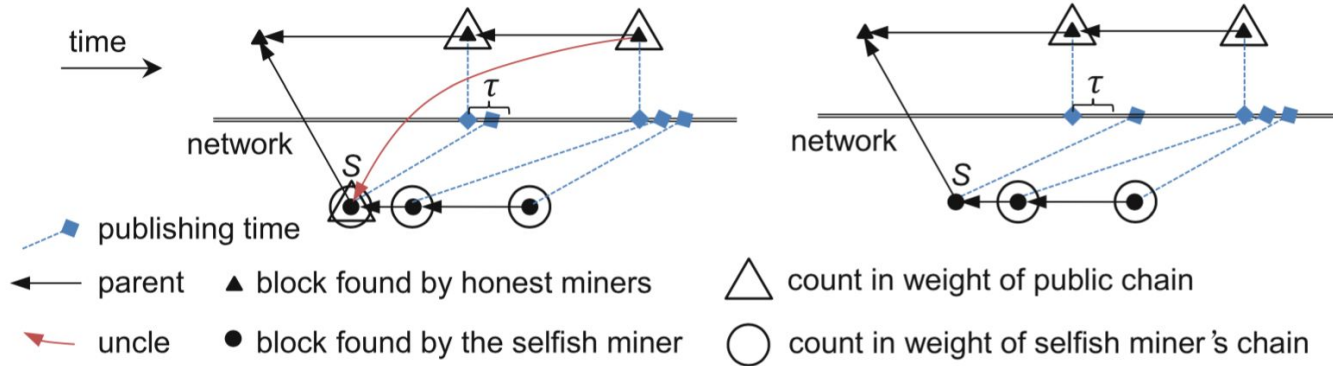 time
τ
network
S
τ
network
S
publishing time
parent
block found by honest miners
count in weight of public chain
uncle
block found by the selfish miner
count in weight of selfish miner's chain